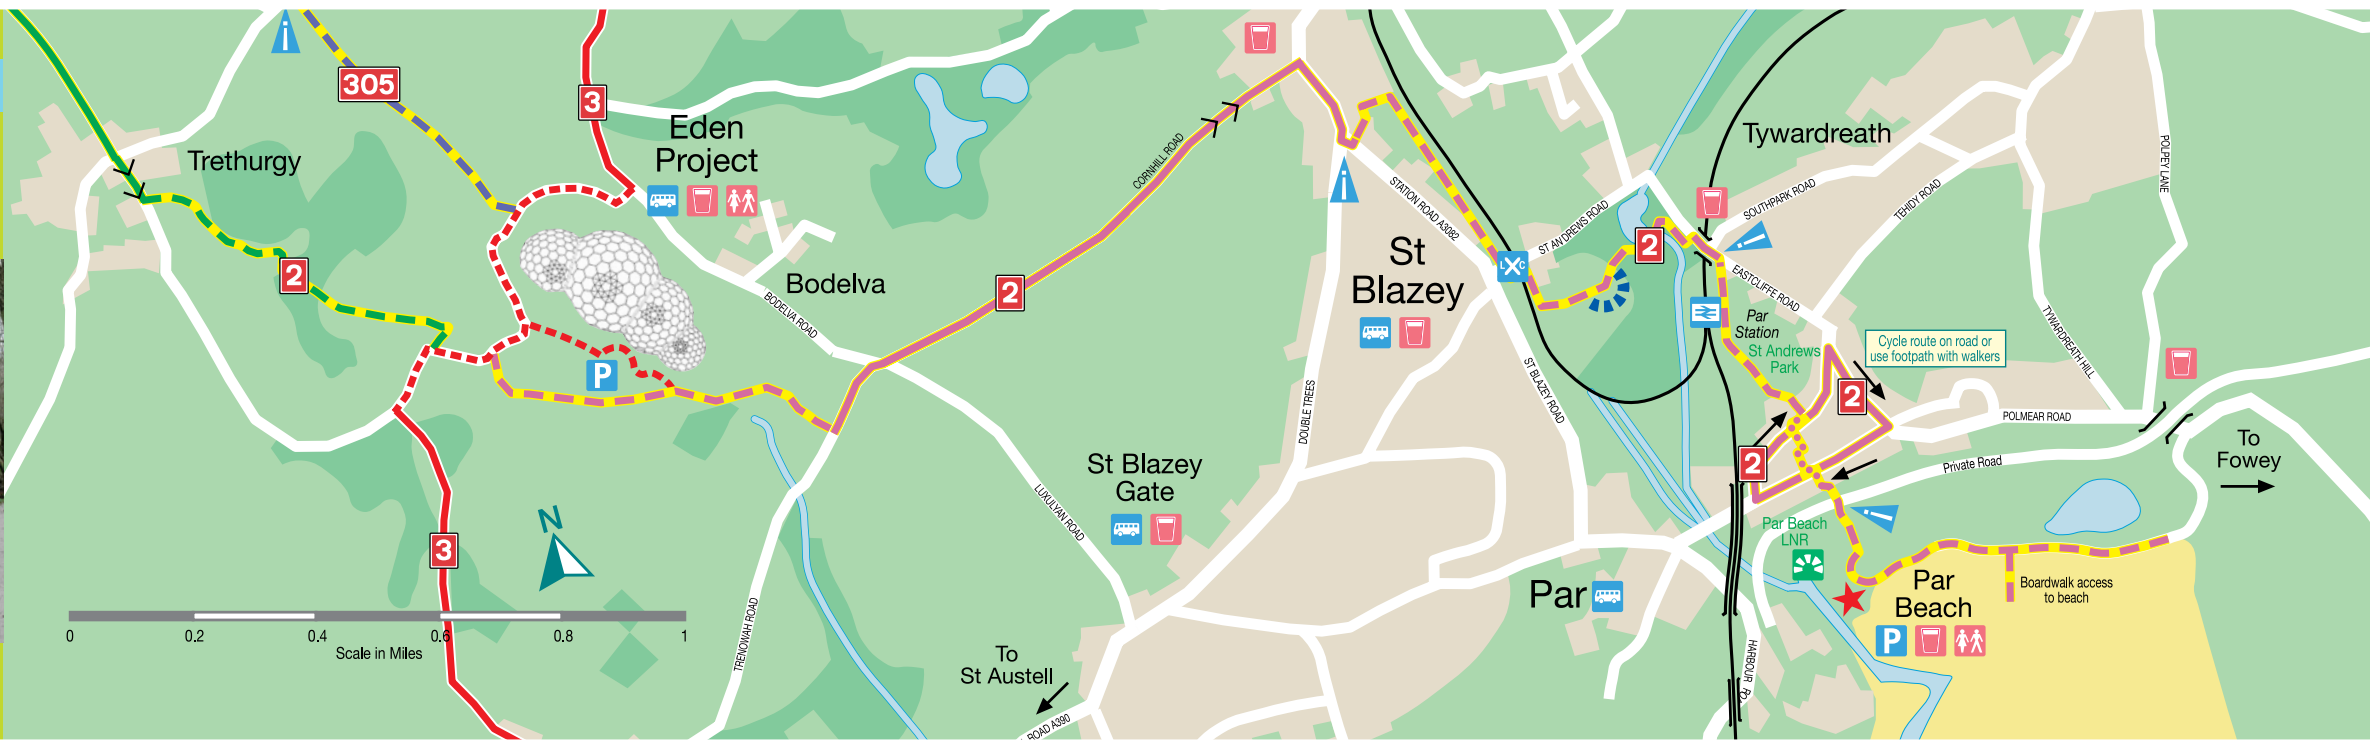 305
3
Eden
Project
Trethurgy
2
Bodelva
BODELVA ROAD
P
3
N
0
0.2
0.4
0.6
0.8
1
Scale in Miles
TRENOWAH ROAD
LUXULYAN ROAD
CORNHILL ROAD
2
St Blazey
Gate
To
St Austell
ROAD A390
DOUBLE TREES
STATION ROAD A3082
St
Blazey
ST BLAZEY ROAD
L X C
ST ANDREWS ROAD
2
Tywardreath
SOUTHPARK ROAD
TEHIDY ROAD
POLPEY LANE
EASTCLIFFE ROAD
Par
Station
St Andrews
Park
Cycle route on road or
use footpath with walkers
2
2
TYWARDREATH HILL
POLMEAR ROAD
Private Road
To
Fowey
Par Beach
LNR
Par
Par
Beach
P
Boardwalk access
to beach
HARBOUR RO